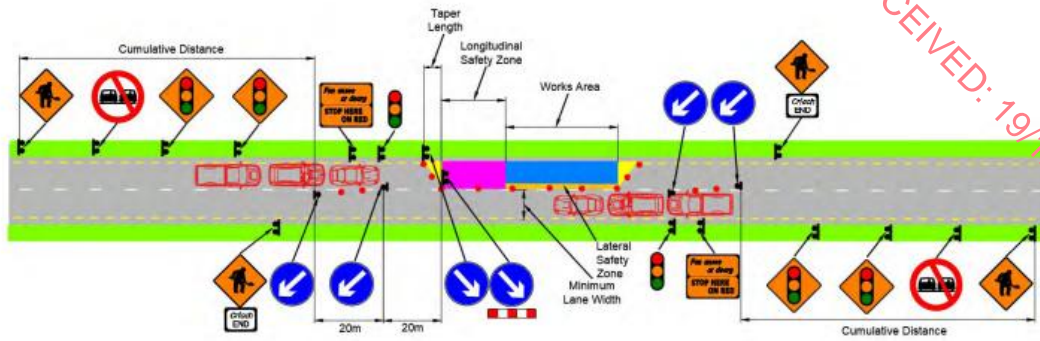 CEIVED: 19/
Taper
Length
Longitudinal
Safety Zone
Cumulative Distance
Works Area
STOP HERE
ON RED
Críoch
END
Lateral
Safety
Zone
Minimum
Lane Width
STOP HERE
ON RED
Críoch
END
20m
20m
Cumulative Distance